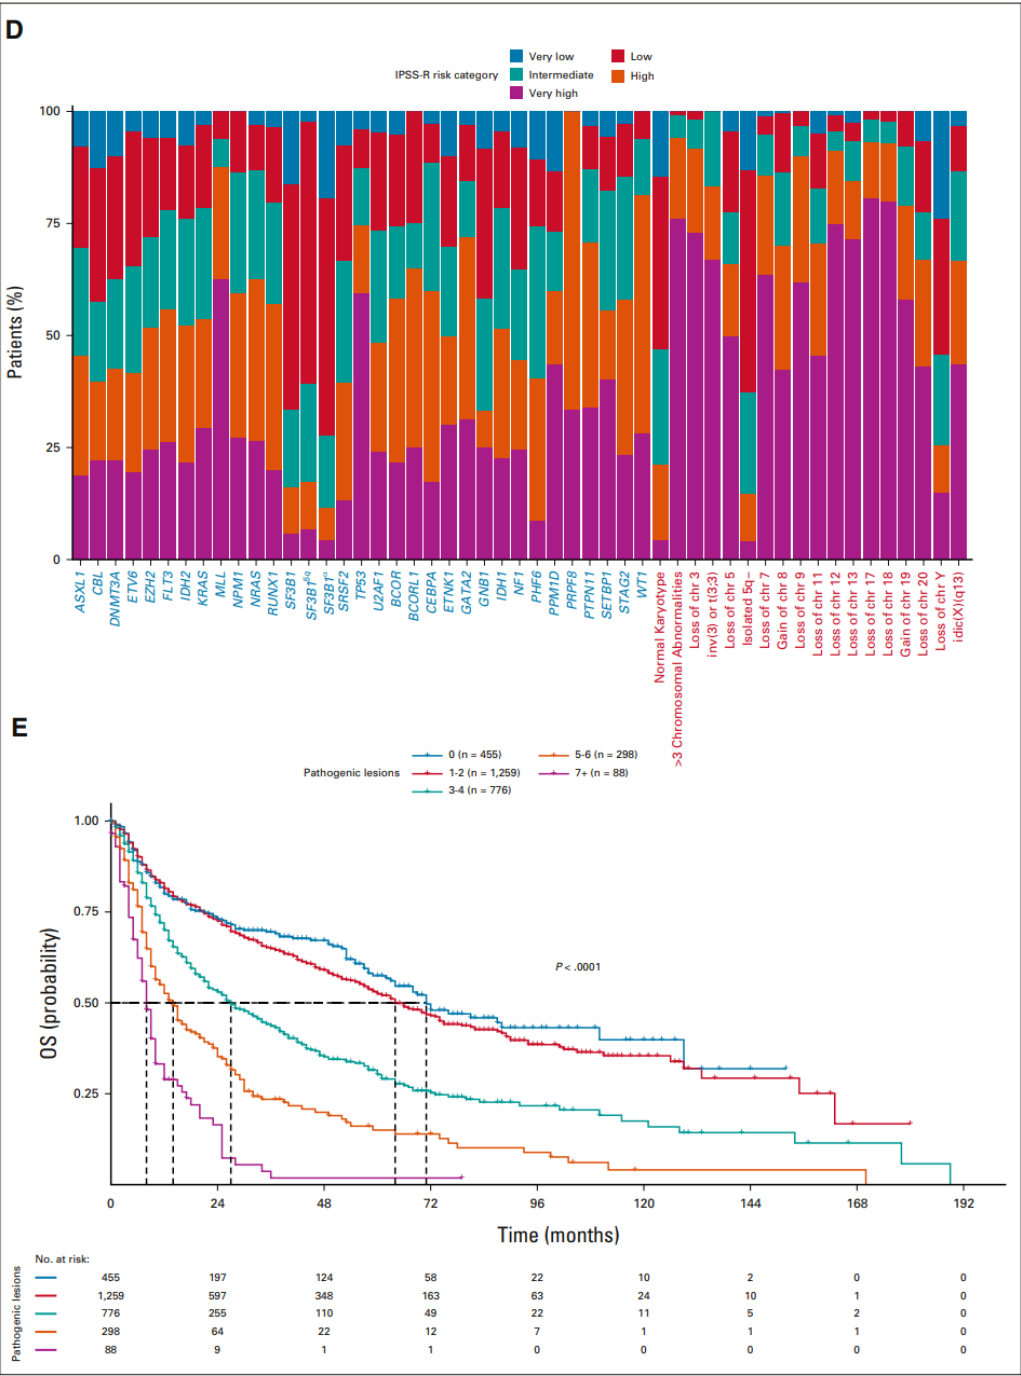 D
IPSS-R risk category
Very low
Low
Intermediate
High
Very high
Patients (%)
100
75
50
25
0
ASXL1
CBL
DNMT3A
ETV6
EZH2
FLT3
IDH2
KRAS
MLL
NPM1
NRAS
RUNX1
SF3B1
SF3B1⁵q
SF3B1α
SRSF2
TP53
U2AF1
BCOR
BCORL1
CEBPA
ETNK1
GATA2
GNB1
IDH1
NF1
PHF6
PPM1D
PRPF8
PTPN11
SETBP1
STAG2
WT1
Normal Karyotype
>3 Chromosomal Abnormalities
Loss of chr 3
inv(3) or t(3;3)
Loss of chr 5
Isolated 5q−
Loss of chr 7
Gain of chr 8
Loss of chr 9
Loss of chr 11
Loss of chr 12
Loss of chr 13
Loss of chr 17
Loss of chr 18
Gain of chr 19
Loss of chr 20
Loss of chr Y
idic(X)(q13)
E
Pathogenic lesions
0 (n = 455)
5-6 (n = 298)
1-2 (n = 1,259)
7+ (n = 88)
3-4 (n = 776)
OS (probability)
1.00
0.75
0.50
0.25
P < .0001
0 24 48 72 96 120 144 168 192
Time (months)
No. at risk:
Pathogenic lesions
455 197 124 58 22 10 2 0 0
1,259 597 348 163 63 24 10 1 0
776 255 110 49 22 11 5 2 0
298 64 22 12 7 1 1 1 0
88 9 1 1 0 0 0 0 0